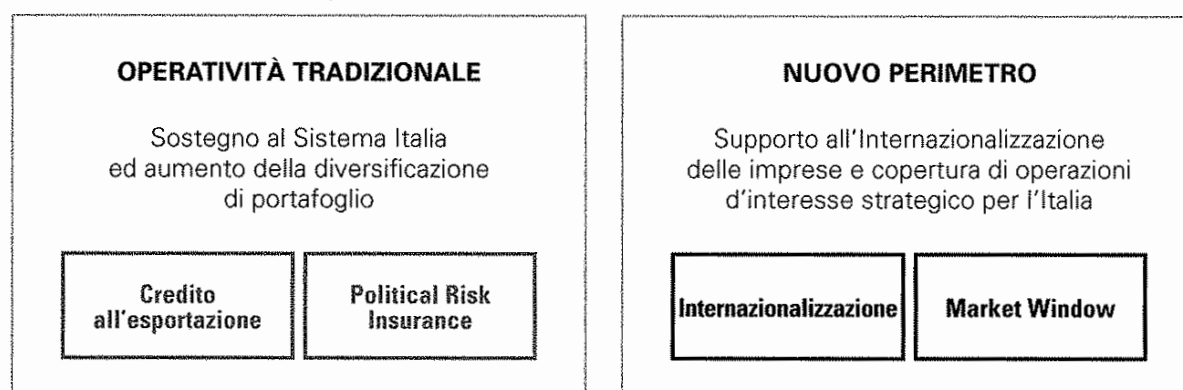 OPERATIVITÀ TRADIZIONALE
Sostegno al Sistema Italia
ed aumento della diversificazione
di portafoglio
Credito
all'esportazione
Political Risk
Insurance
NUOVO PERIMETRO
Supporto all'Internazionalizzazione
delle imprese e copertura di operazioni
d'interesse strategico per l'Italia
Internazionalizzazione
Market Window